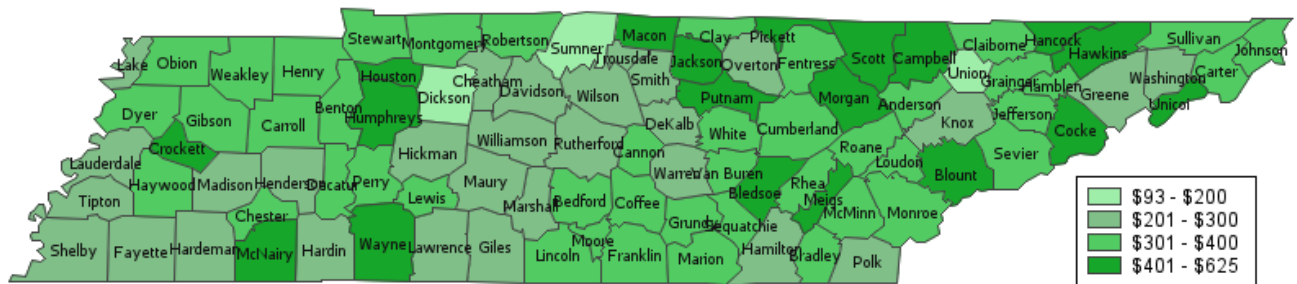 Stewart
Montgomery
Robertson
Sumner
Macon
Clay
Pickett
Scott
Campbell
Claiborne
Hancock
Hawkins
Sullivan
Johnson
Lake
Obion
Weakley
Henry
Houston
Trousdale
Jackson
Overton
Fentress
Union
Grainger
Hamblen
Greene
Washington
Carter
Unicol
Dickson
Cheatham
Davidson
Wilson
Smith
Putnam
Morgan
Anderson
Knox
Jefferson
Cocke
Dyer
Gibson
Carroll
Benton
Humphreys
Crockett
Williamson
Rutherford
DeKalb
White
Cumberland
Roane
Loudon
Blount
Sevier
Lauderdale
Haywood
Madison
Henderson
Decatur
Perry
Hickman
Maury
Cannon
Warren
Van Buren
Bledsoe
Rhea
Meigs
McMinn
Monroe
Tipton
Chester
Lewis
Marshall
Bedford
Coffee
Grundy
Sequatchie
Shelby
Fayette
Hardeman
McNairy
Hardin
Wayne
Lawrence
Giles
Lincoln
Moore
Franklin
Marion
Hamilton
Bradley
Polk
$93 - $200
$201 - $300
$301 - $400
$401 - $625